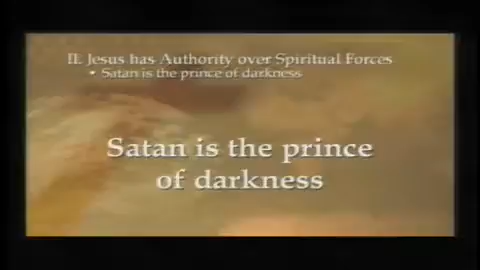 II. Jesus has Authority over Spiritual Forces
• Satan is the prince of darkness
Satan is the prince
of darkness